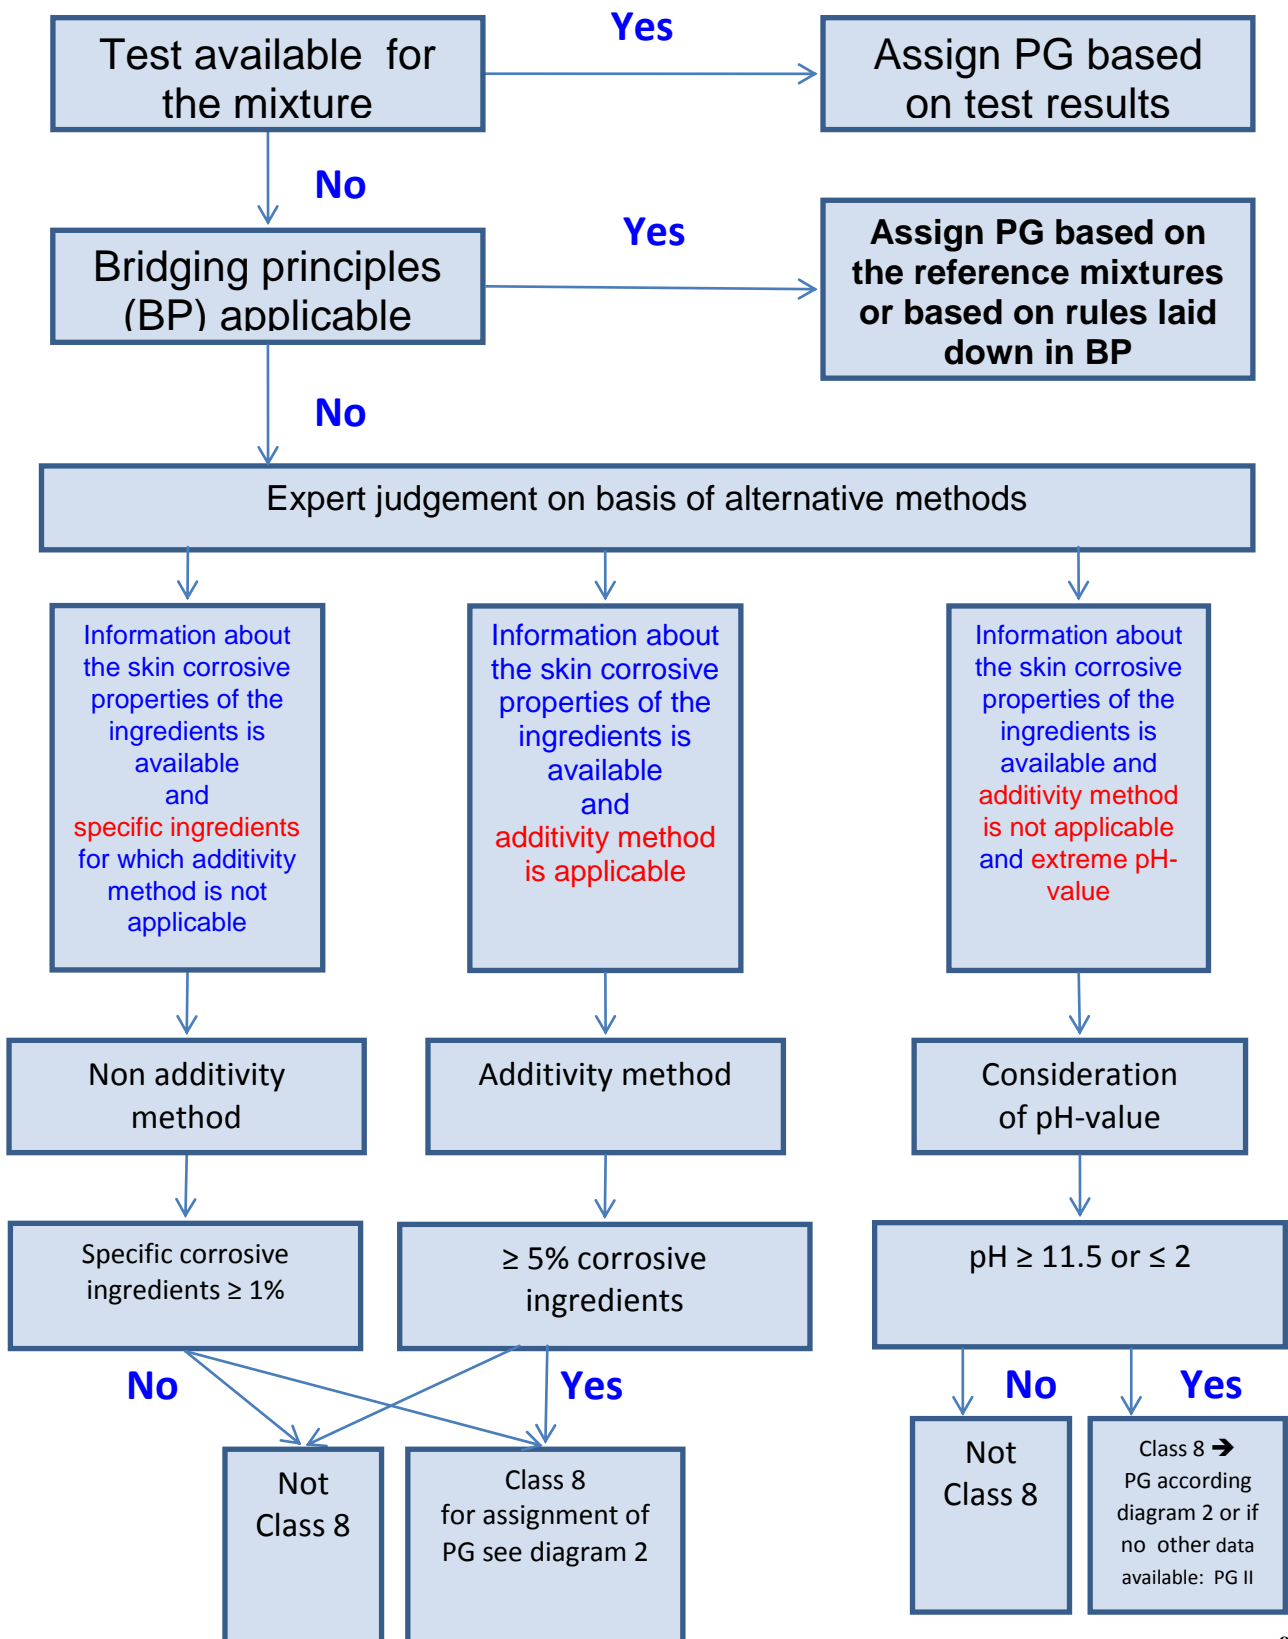 Yes
Test available for
the mixture
Assign PG based
on test results
No
Yes
Bridging principles
(BP) applicable
Assign PG based on
the reference mixtures
or based on rules laid
down in BP
No
Expert judgement on basis of alternative methods
Information about
the skin corrosive
properties of the
ingredients is
available
and
specific ingredients
for which additivity
method is not
applicable
Information about
the skin corrosive
properties of the
ingredients is
available
and
additivity method
is applicable
Information about
the skin corrosive
properties of the
ingredients is
available and
additivity method
is not applicable
and extreme pH-
value
Non additivity
method
Additivity method
Consideration
of pH-value
Specific corrosive
ingredients ≥ 1%
≥ 5% corrosive
ingredients
pH ≥ 11.5 or ≤ 2
No
Yes
No
Yes
Not
Class 8
Class 8
for assignment of
PG see diagram 2
Not
Class 8
Class 8 ➔
PG according
diagram 2 or if
no other data
available: PG II